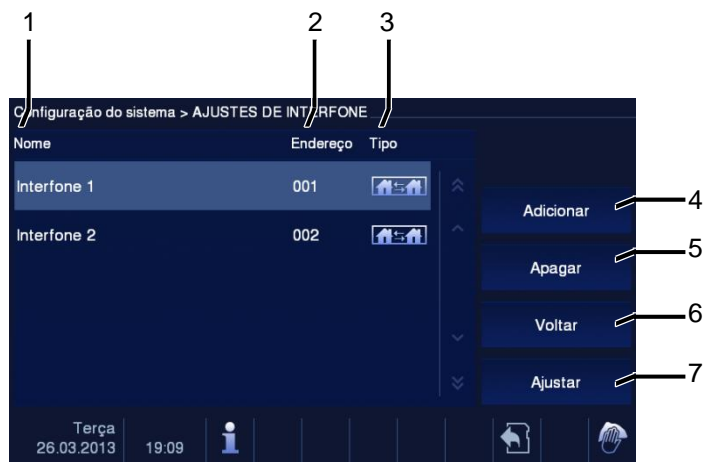 1 2 3
Configuração do sistema > AJUSTES DE INTERFONE
Nome Endereço Tipo
Interfone 1 001
Interfone 2 002
Adicionar 4
Apagar 5
Voltar 6
Ajustar 7
Terça
26.03.2013 19:09